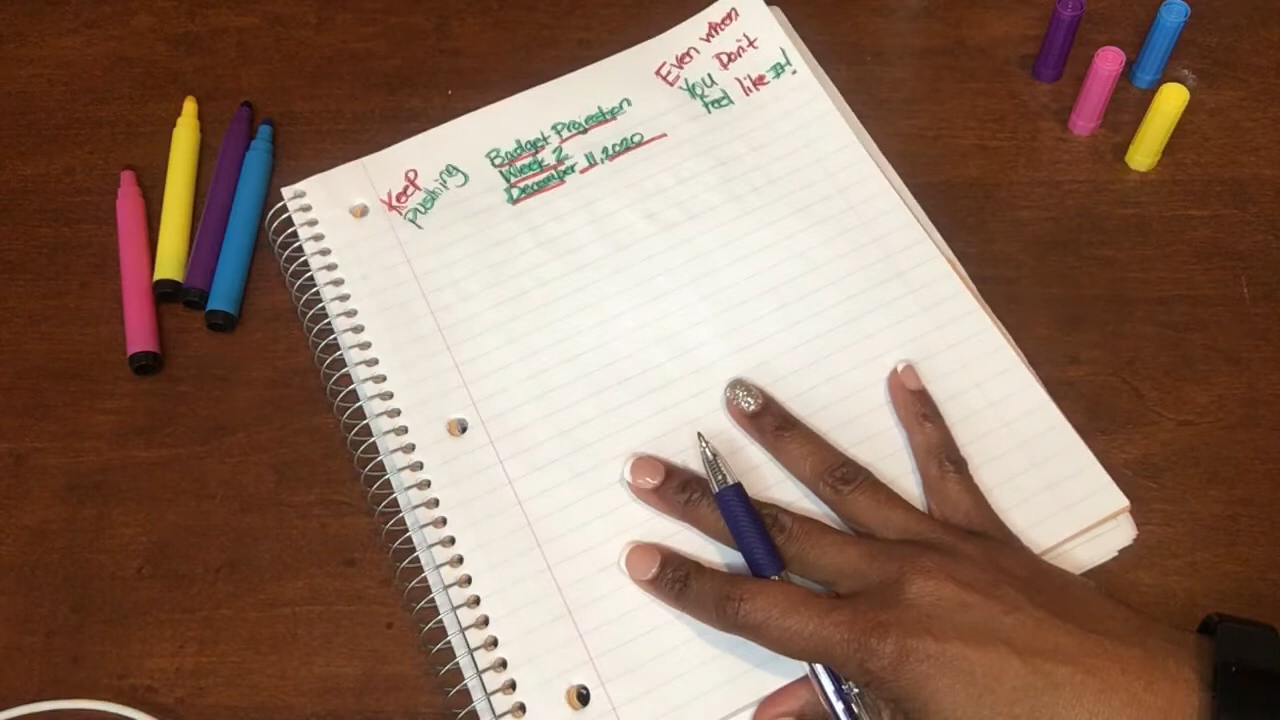 Keep
pushing
Budget Projection
Week 2
December 11, 2020
Even when
You Don't
feel like it!